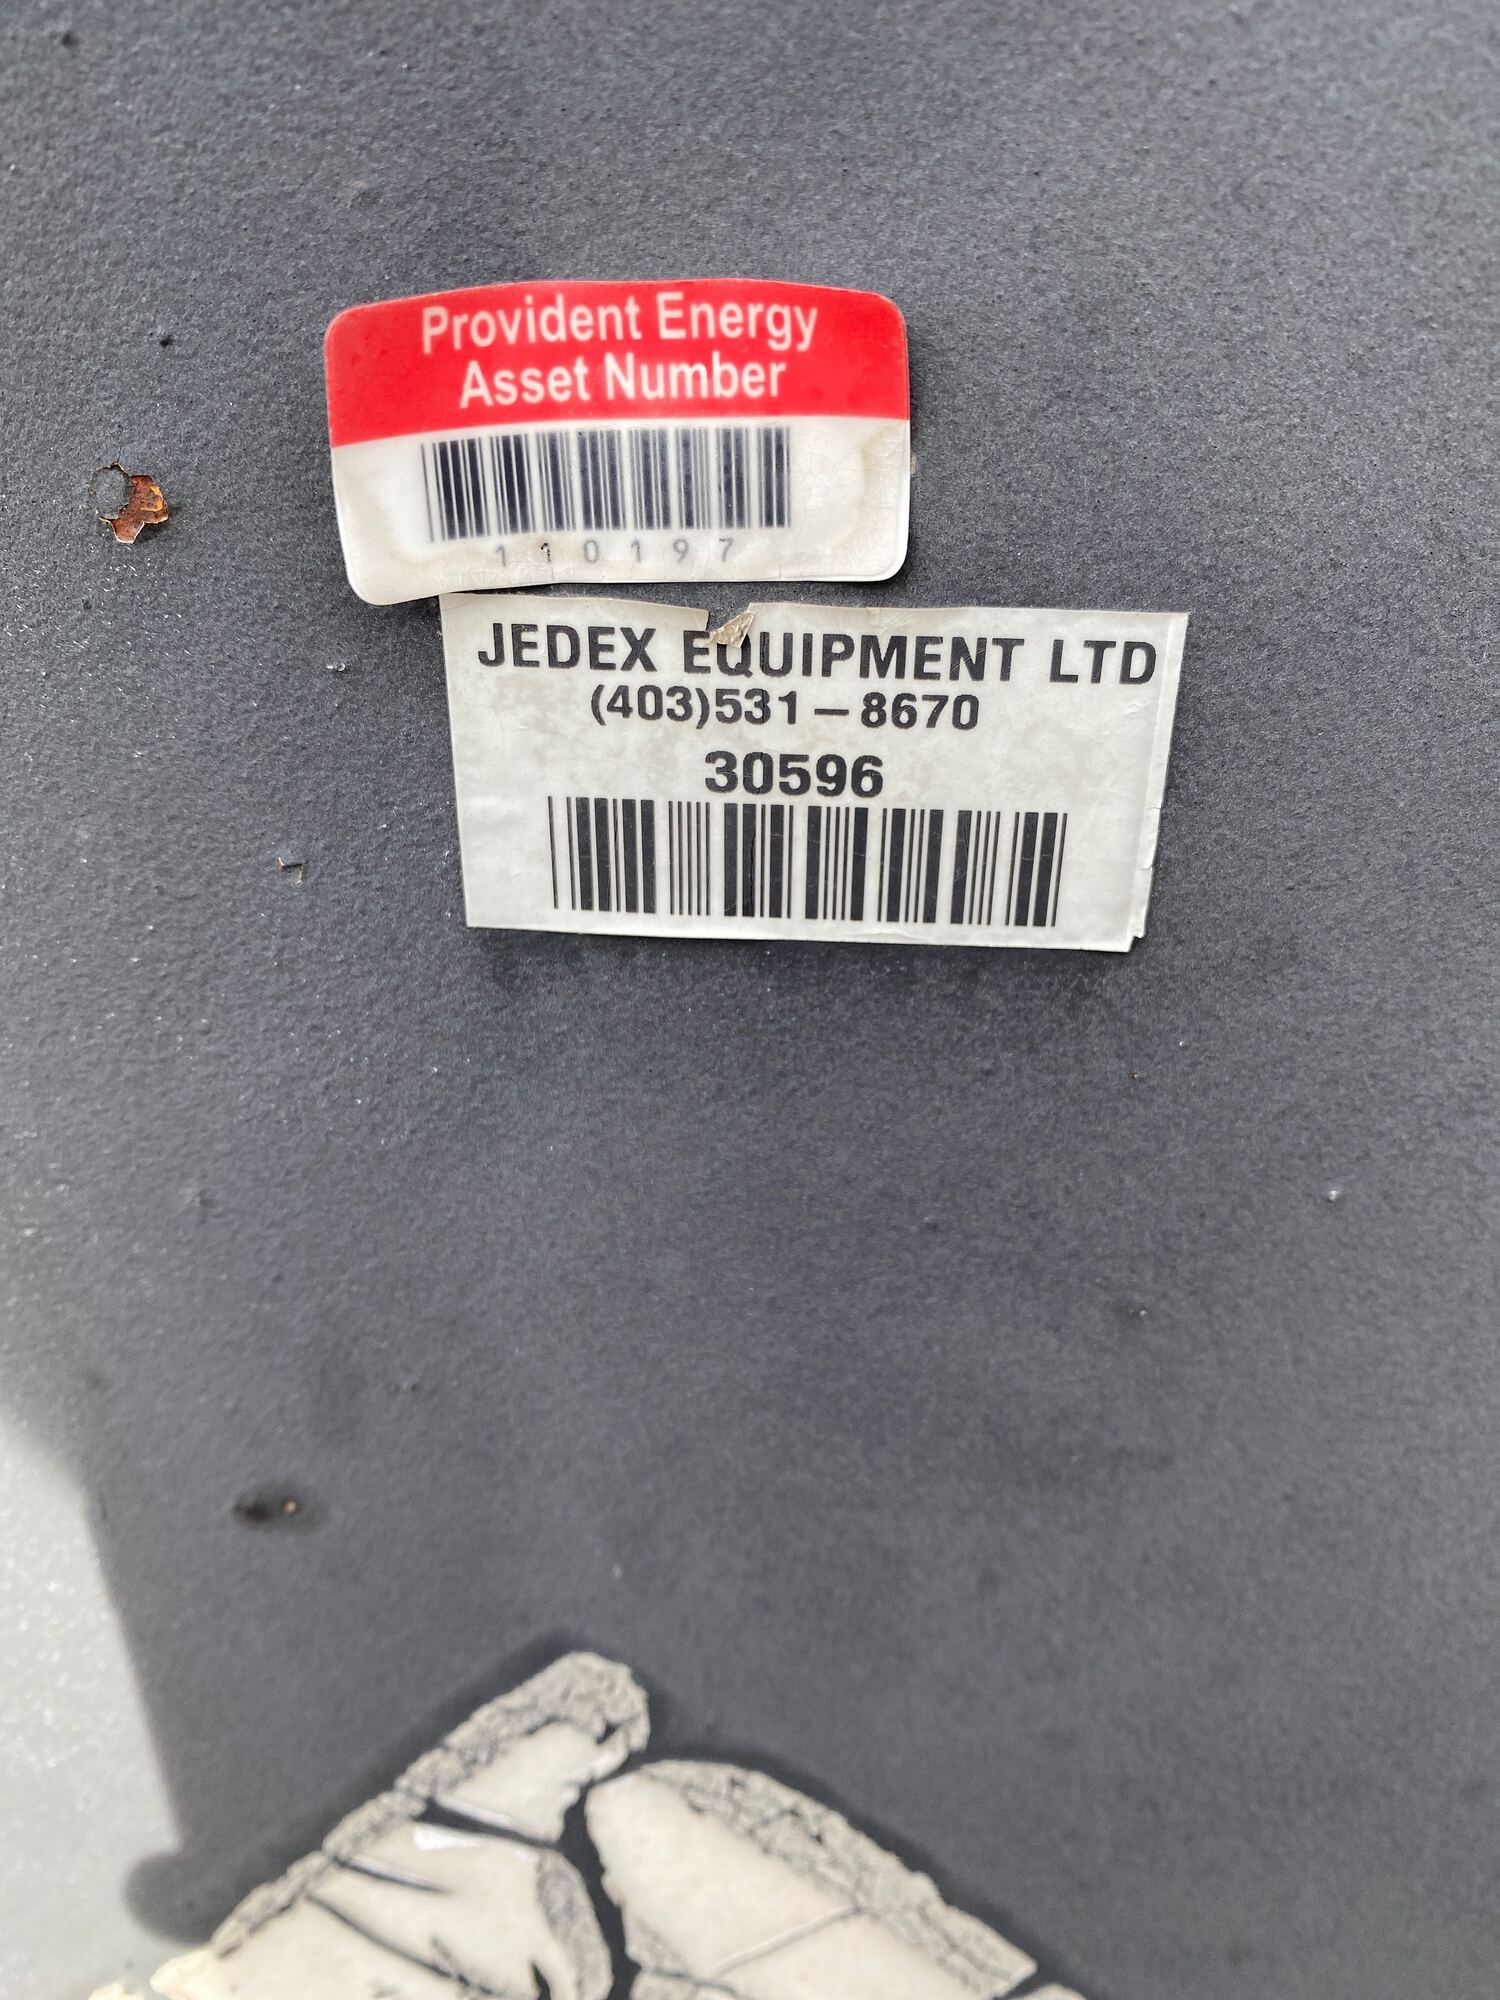 Provident Energy
Asset Number
110197
JEDEX EQUIPMENT LTD
(403)531-8670
30596